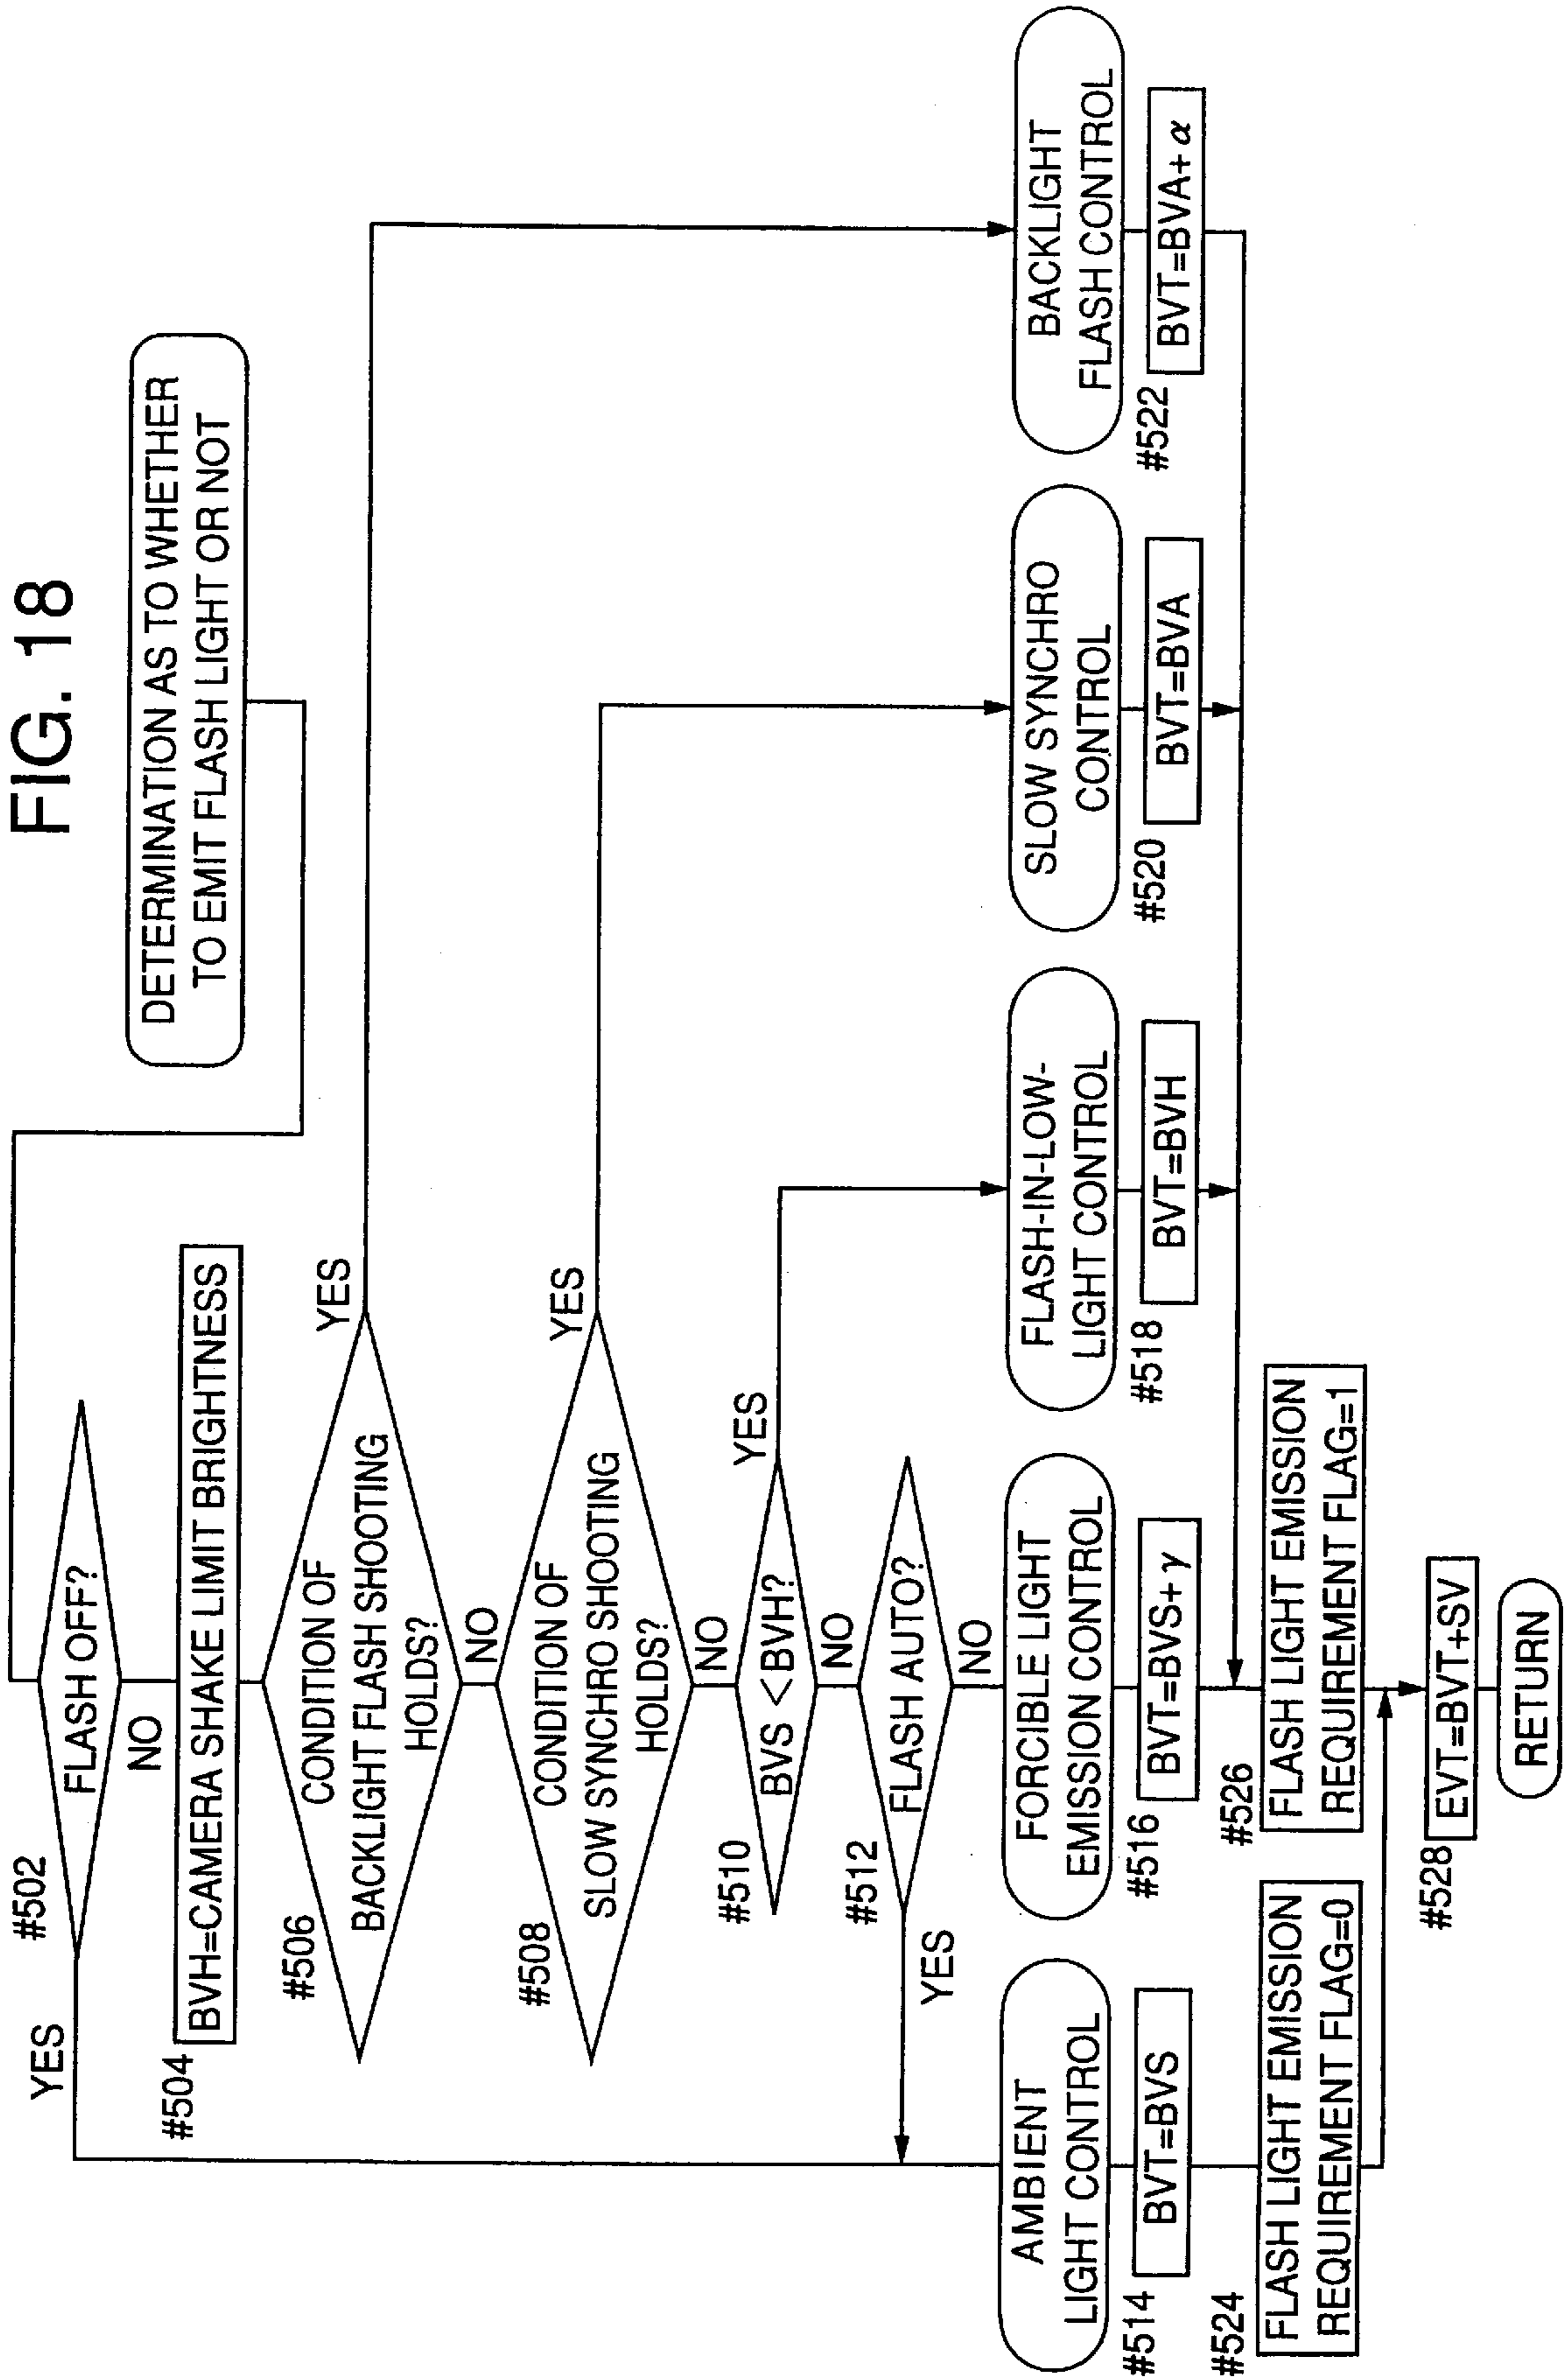 FIG. 18
DETERMINATION AS TO WHETHER
TO EMIT FLASH LIGHT OR NOT
#502
FLASH OFF?
YES
NO
#504
BVH=CAMERA SHAKE LIMIT BRIGHTNESS
#506
CONDITION OF
BACKLIGHT FLASH SHOOTING
HOLDS?
YES
NO
#508
CONDITION OF
SLOW SYNCHRO SHOOTING
HOLDS?
YES
NO
#510
BVS <BVH?
YES
NO
#512
FLASH AUTO?
YES
NO
AMBIENT
LIGHT CONTROL
FORCIBLE LIGHT
EMISSION CONTROL
FLASH-IN-LOW-
LIGHT CONTROL
SLOW SYNCHRO
CONTROL
BACKLIGHT
FLASH CONTROL
#514
BVT=BVS
#516
BVT=BVS+γ
#518
BVT=BVH
#520
BVT=BVA
#522
BVT=BVA+α
#524
FLASH LIGHT EMISSION
REQUIREMENT FLAG=0
#526
FLASH LIGHT EMISSION
REQUIREMENT FLAG=1
#528
EVT=BVT+SV
RETURN